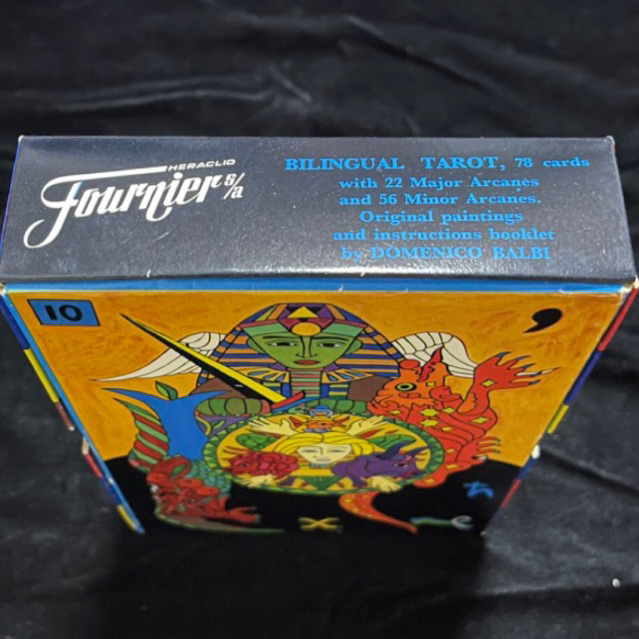 HERACLIO
Fournier s/a
BILINGUAL TAROT, 78 cards
with 22 Major Arcanes
and 56 Minor Arcanes.
Original paintings
and instructions booklet
by DOMENICO BALBI
10